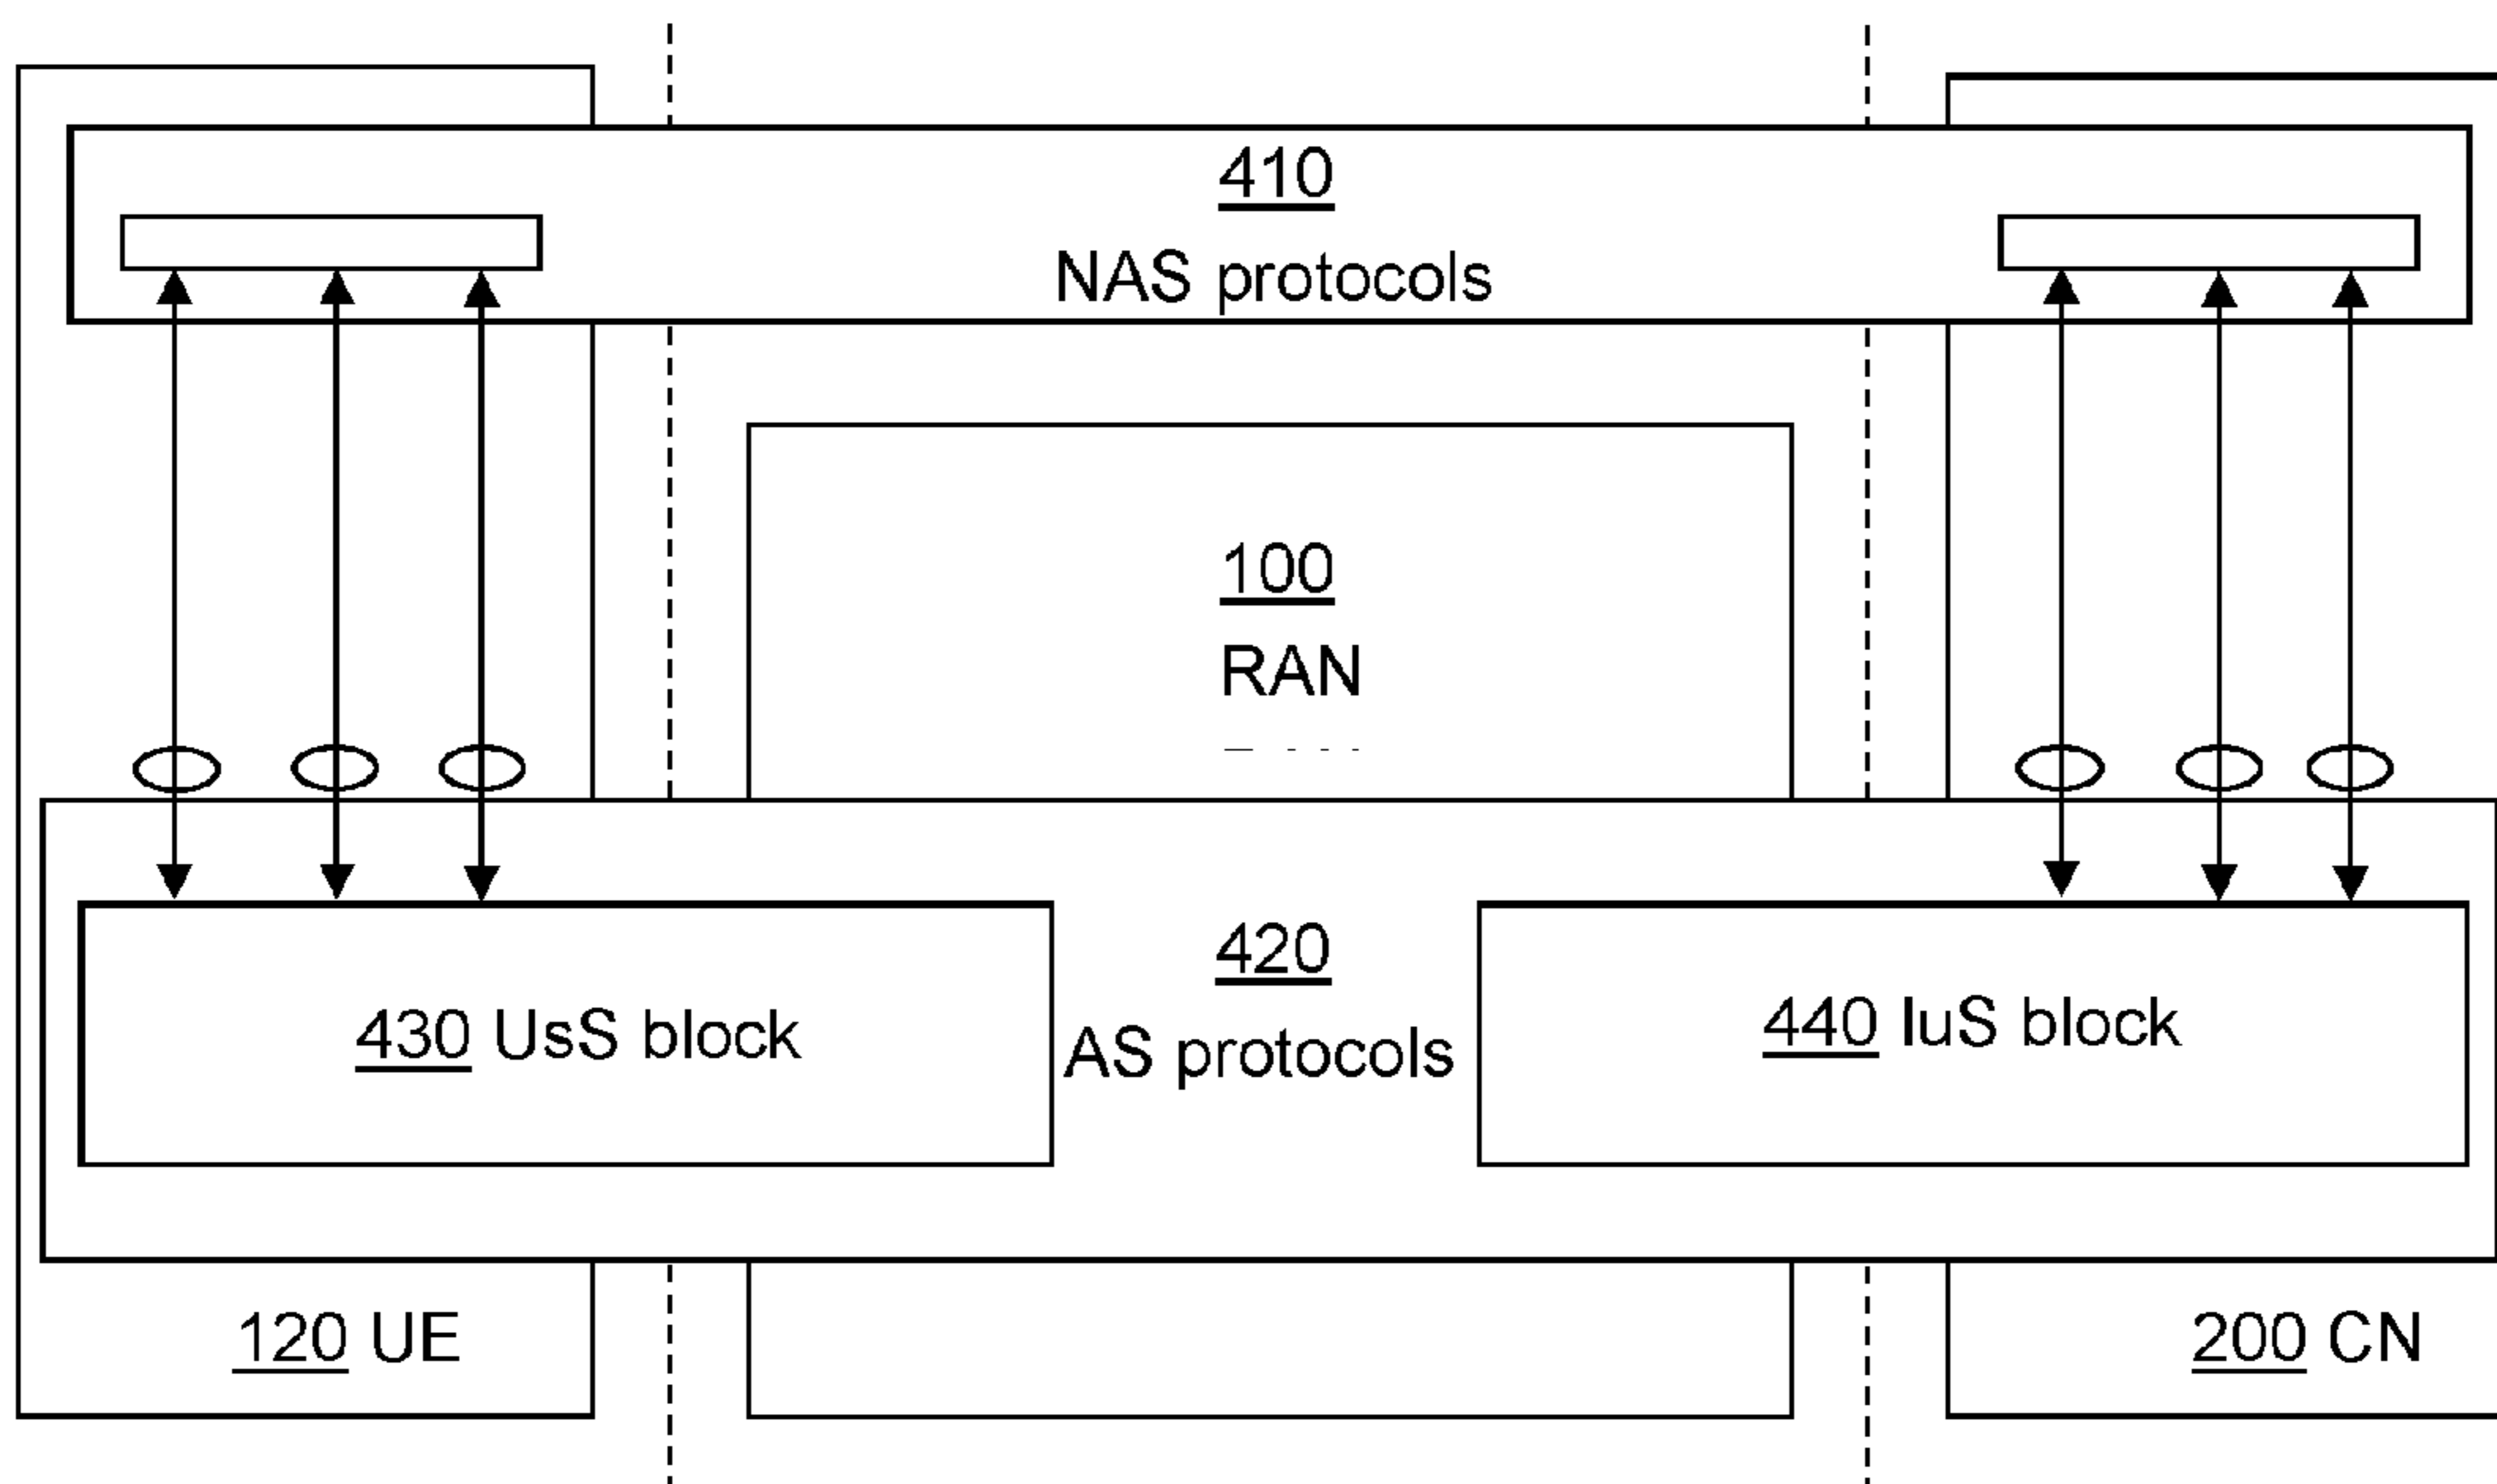 410
NAS protocols
100
RAN
420
AS protocols
430 UsS block
440 IuS block
120 UE
200 CN